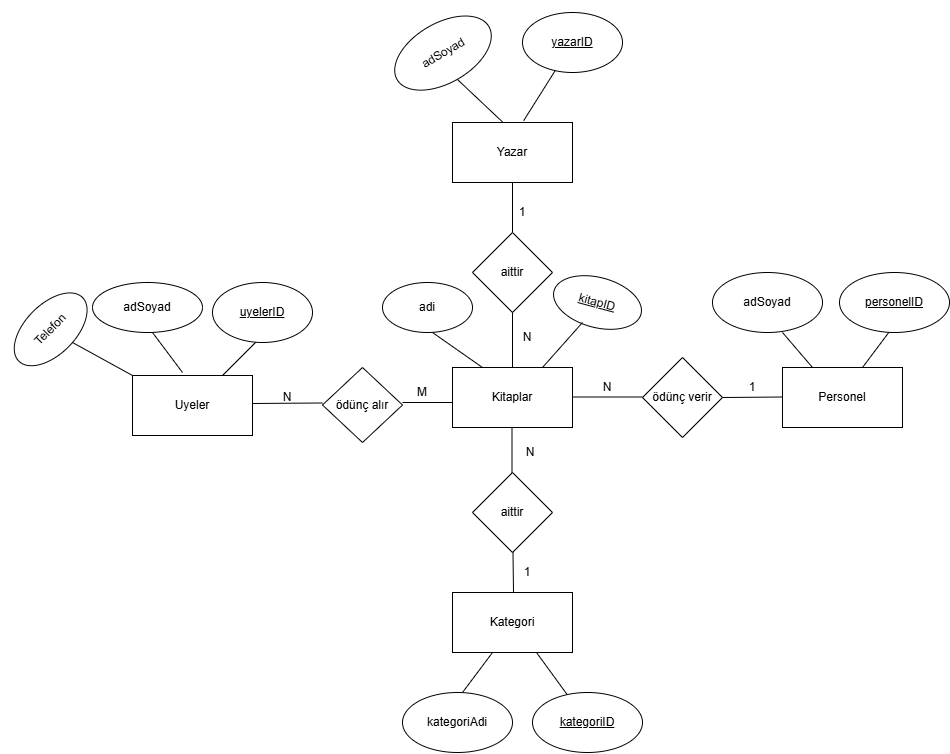 adSoyad
yazarID
Yazar
1
aittir
N
Telefon
adSoyad
uyelerID
adi
kitapID
adSoyad
personelID
Uyeler
N
ödünç alır
M
Kitaplar
N
ödünç verir
1
Personel
N
aittir
1
Kategori
kategoriAdi
kategoriID